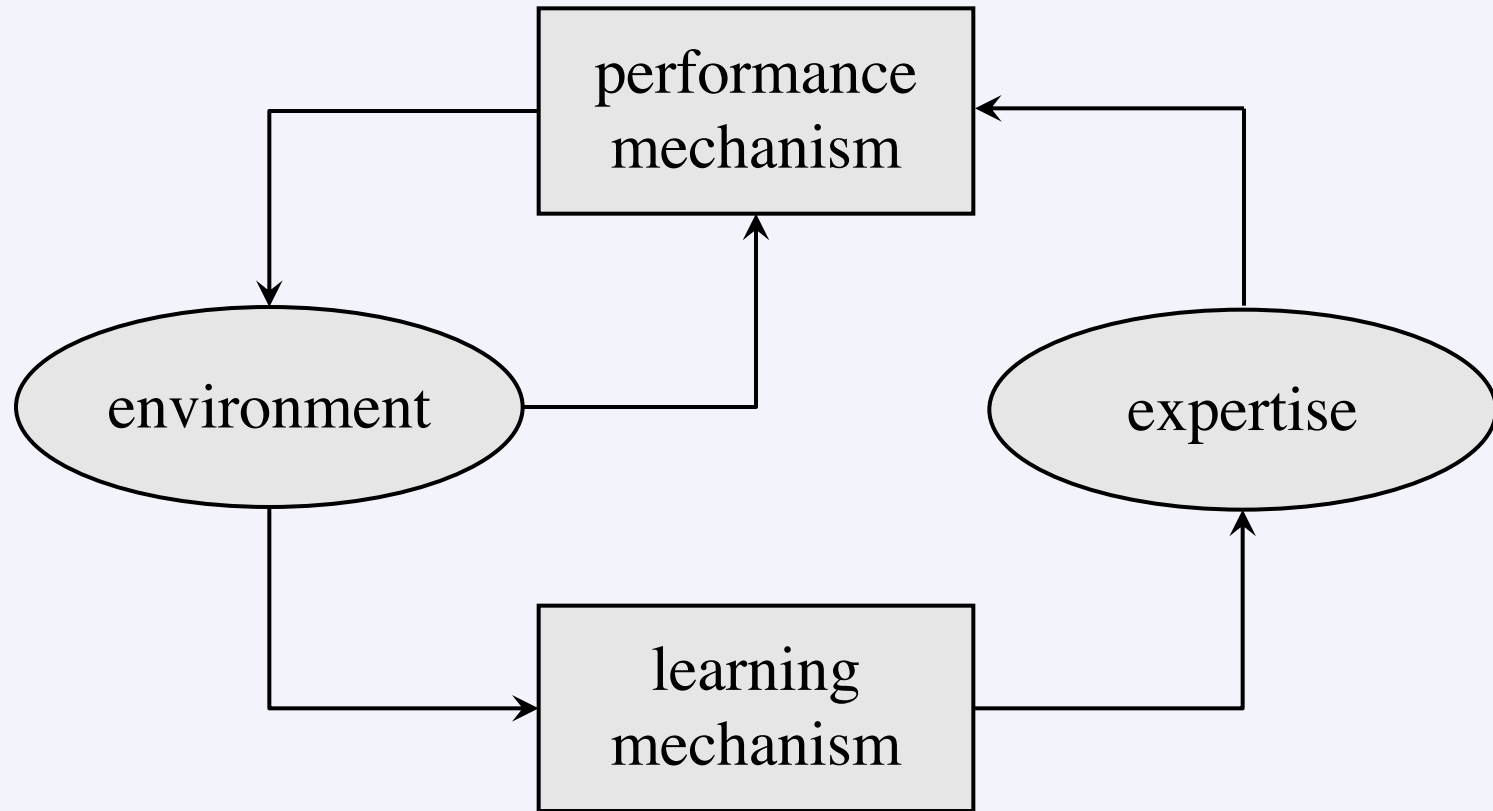 performance
mechanism
environment
expertise
learning
mechanism